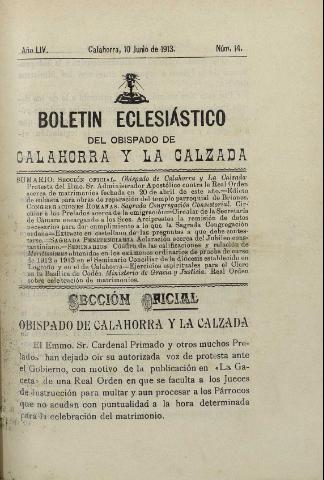 Año LIV. Calahorra, 10 Junio de 1913. Núm. 14.
BOLETIN ECLESIÁSTICO
DEL OBISPADO DE
CALAHORRA Y LA CALZADA
SUMARIO: SECCIÓN OFICIAL. Obispado de Calahorra y La Calzada
Protesta del Ilmo. Sr. Administrador Apostólico contra la Real Orden
acerca de matrimonios fechada en 20 de abril de este año.—Edicto
de subasta para obras de reparación del templo parroquial de Briones.
CONGREGACIONES ROMANAS. Sagrada Congregación Consistorial. Cir-
cular á los Prelados acerca de la emigración—Circular de la Secretaría
de Cámara encargando a los Sres. Arciprestes la remisión de datos
necesarios para dar cumplimiento a lo que la Sagrada Congregación
ordena—Extracto en castellano de las preguntas a que debe contes-
tarse.—SAGRADA PENITENCIARIA Aclaración acerca del Jubileo cons-
tantiniano.—SEMINARIOS Cuadro de las calificaciones y relación de
Meritissimus obtenidos en los exámenes ordinarios de prueba de curso
de 1912 a 1913 en el Seminario Conciliar de la diócesis establecido en
Logroño y en el de Calahorra—Ejercicios espirituales para el Clero
en la Basílica de Codés. Ministerio de Gracia y Justicia. Real Orden
sobre celebración de matrimonios.
SECCIÓN OFICIAL
OBISPADO DE CALAHORRA Y LA CALZADA
El Emmo. Sr. Cardenal Primado y otros muchos Pre-
lados han dejado oir su autorizada voz de protesta ante
el Gobierno, con motivo de la publicación en «La Ga-
ceta» de una Real Orden en que se faculta a los Jueces
de Instrucción para multar y aun procesar a los Párrocos
que no acudan con puntualidad a la hora determinada
para la celebración del matrimonio.